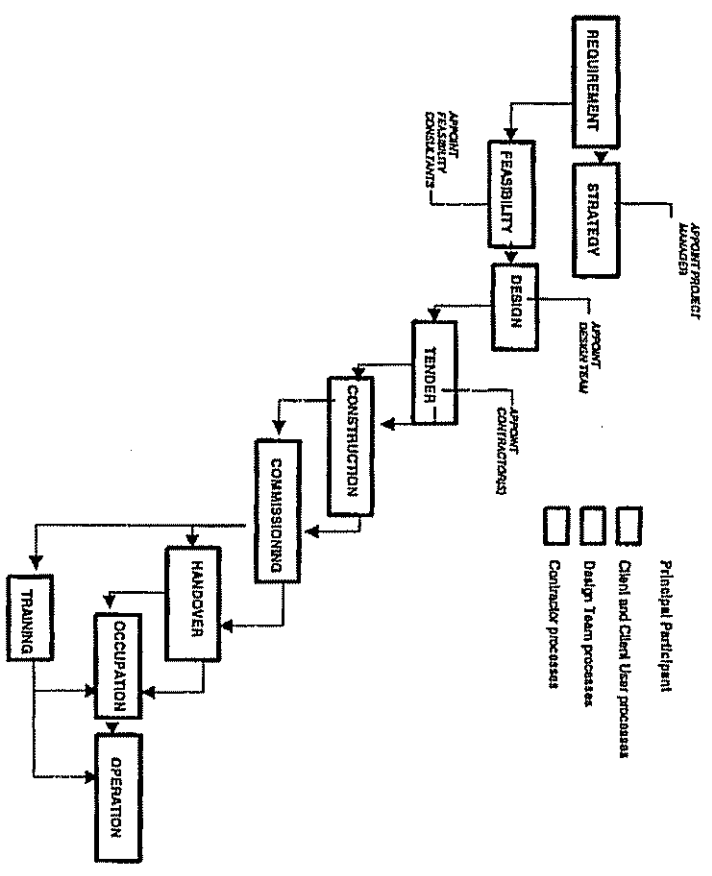 REQUIREMENT
STRATEGY
APPOINT PROJECT
MANAGER
FEASIBILITY
APPOINT
FEASIBILITY
CONSULTANTS
DESIGN
APPOINT
DESIGN TEAM
TENDER
APPOINT
CONTRACTOR(S)
CONSTRUCTION
COMMISSIONING
HANDOVER
TRAINING
OCCUPATION
OPERATION
Principal Participant
Client and Client User processes
Design Team processes
Contractor processes